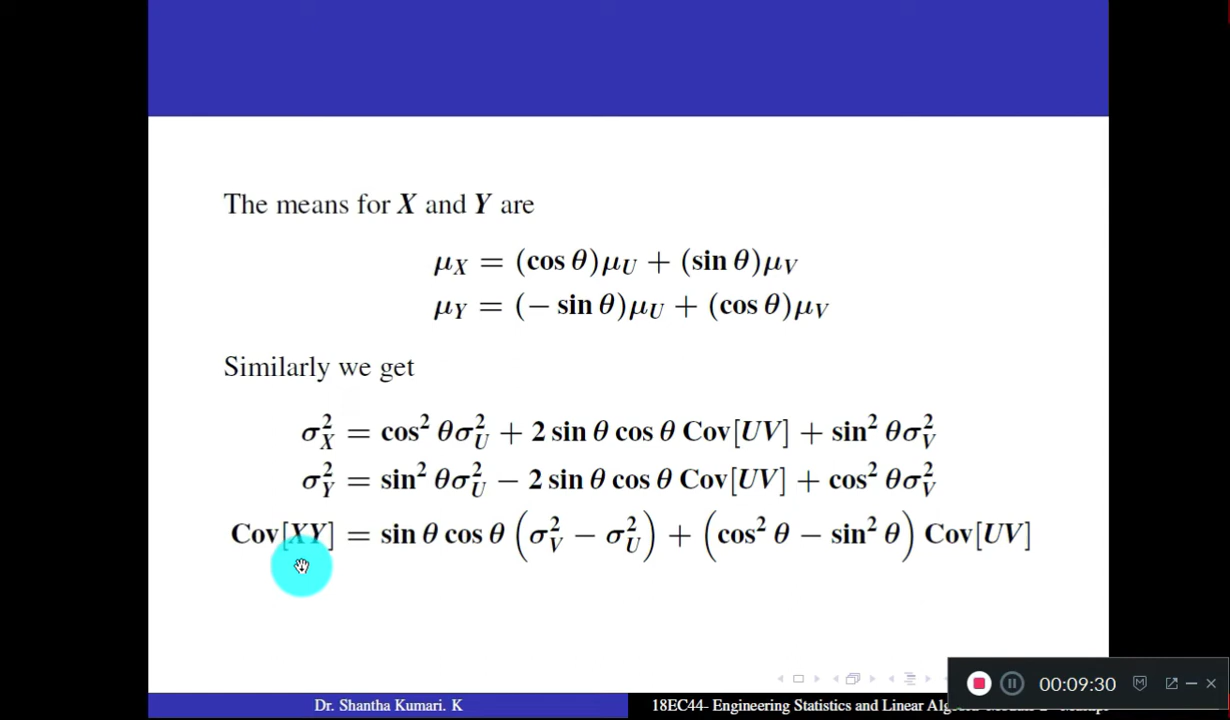 The means for X and Y are
μ_X = (cos θ)μ_U + (sin θ)μ_V
μ_Y = (− sin θ)μ_U + (cos θ)μ_V
Similarly we get
σ²_X = cos² θσ²_U + 2 sin θ cos θ Cov[UV] + sin² θσ²_V
σ²_Y = sin² θσ²_U − 2 sin θ cos θ Cov[UV] + cos² θσ²_V
Cov[XY] = sin θ cos θ (σ²_V − σ²_U) + (cos² θ − sin² θ) Cov[UV]
00:09:30
Dr. Shantha Kumari. K
18EC44- Engineering Statistics and Linear